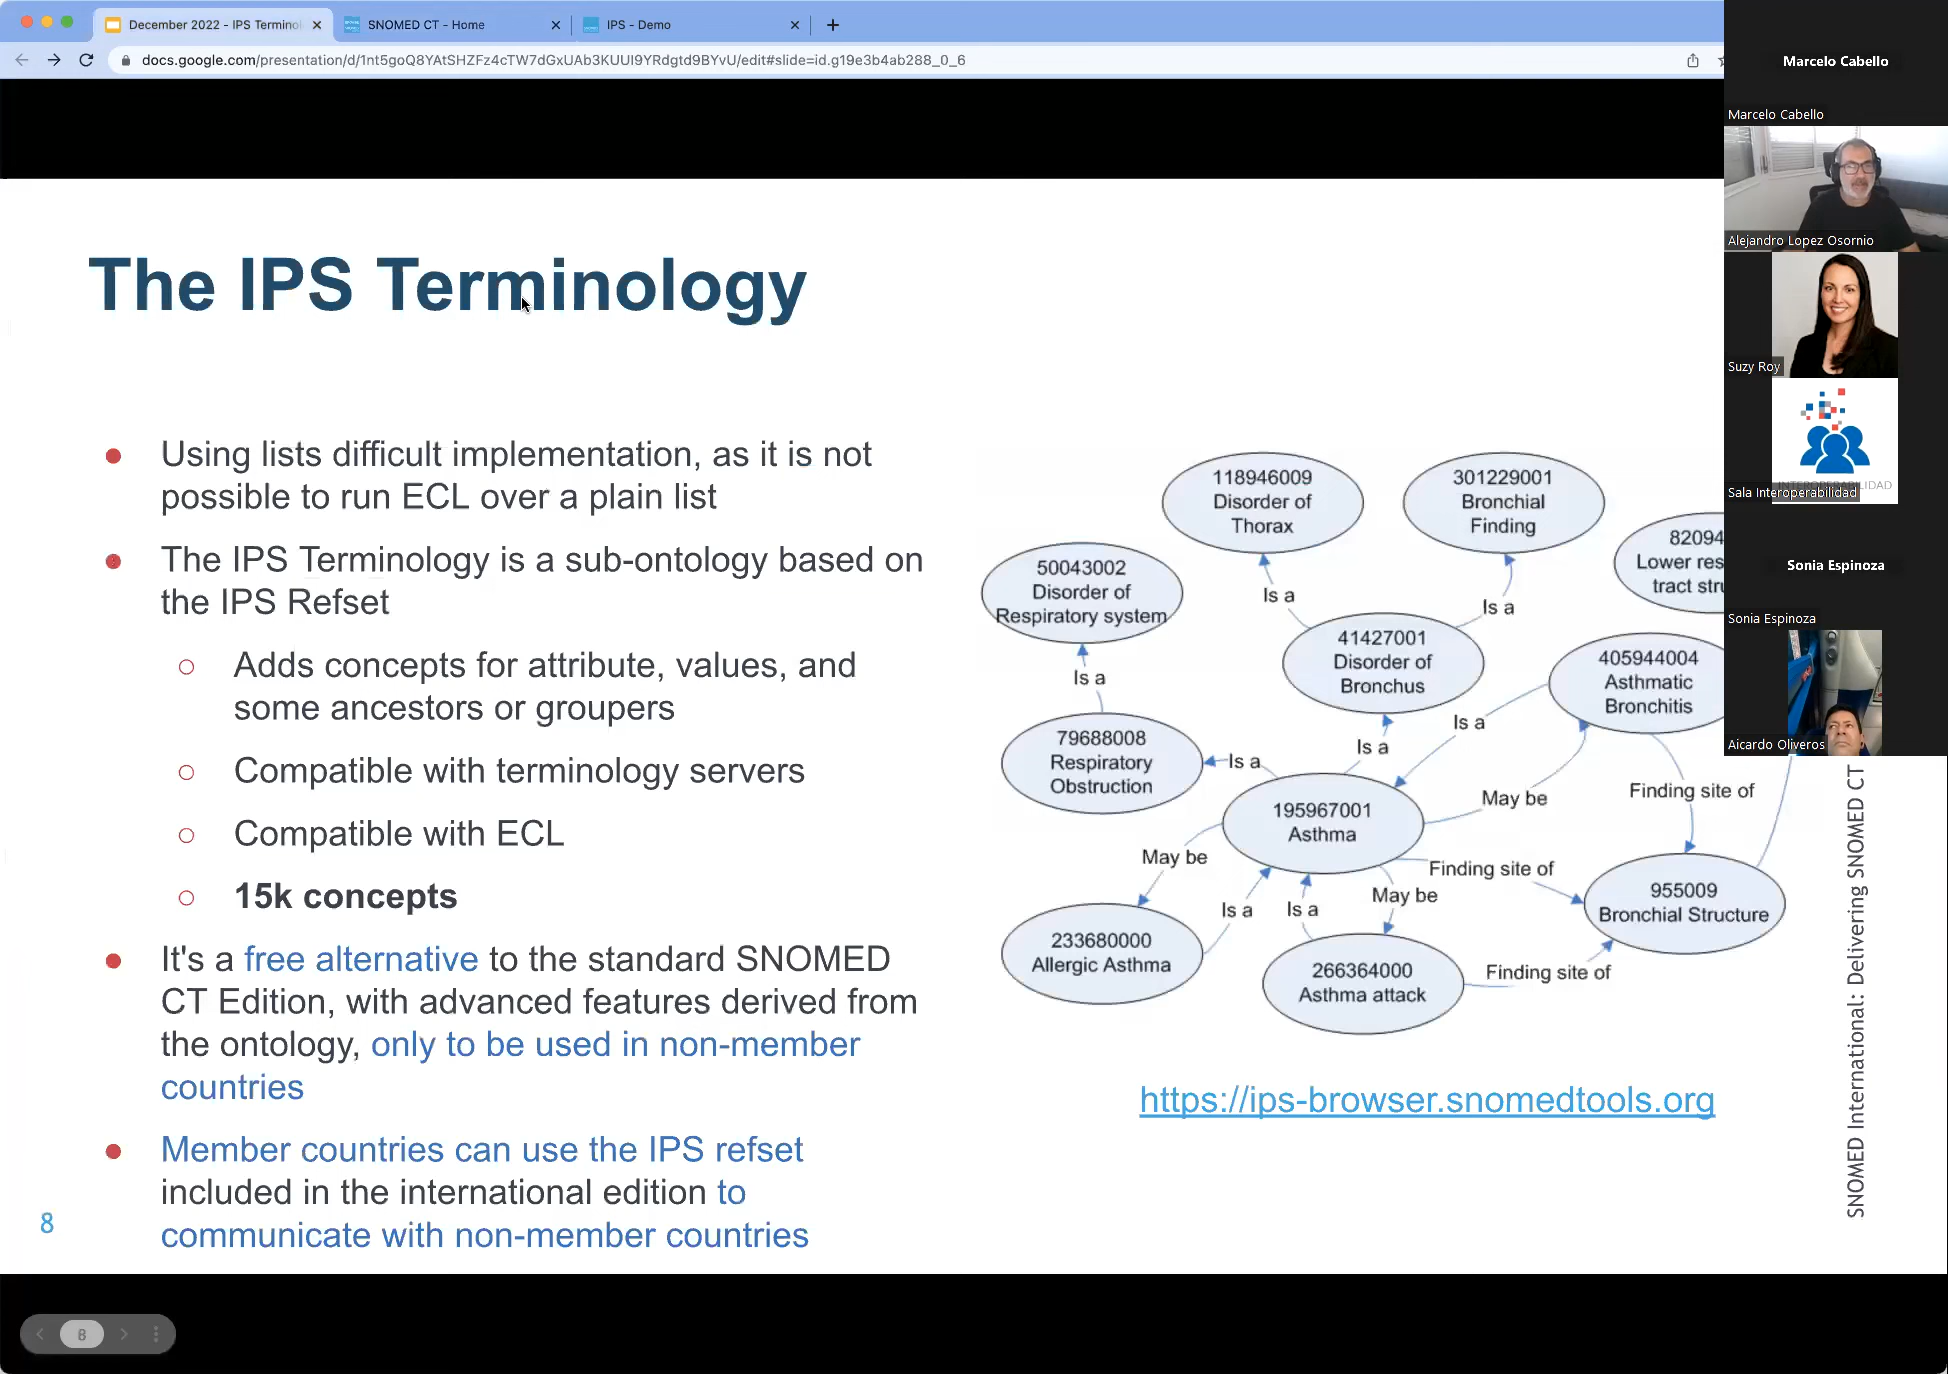 December 2022 - IPS Terminol
SNOMED CT - Home
IPS - Demo
docs.google.com/presentation/d/1nt5goQ8YAtSHZFz4cTW7dGxUAb3KUUI9YRdgtd9BYvU/edit#slide=id.g19e3b4ab288_0_6
The IPS Terminology
Using lists difficult implementation, as it is not
possible to run ECL over a plain list
The IPS Terminology is a sub-ontology based on
the IPS Refset
Adds concepts for attribute, values, and
some ancestors or groupers
Compatible with terminology servers
Compatible with ECL
15k concepts
It's a free alternative to the standard SNOMED
CT Edition, with advanced features derived from
the ontology, only to be used in non-member
countries
Member countries can use the IPS refset
included in the international edition to
communicate with non-member countries
8
118946009
Disorder of
Thorax
301229001
Bronchial
Finding
82094
Lower res
tract stru
50043002
Disorder of
Respiratory system
Is a
Is a
41427001
Disorder of
Bronchus
405944004
Asthmatic
Bronchitis
Is a
79688008
Respiratory
Obstruction
Is a
Is a
Is a
195967001
Asthma
May be
Finding site of
May be
Finding site of
May be
Is a
Is a
955009
Bronchial Structure
233680000
Allergic Asthma
266364000
Asthma attack
Finding site of
https://ips-browser.snomedtools.org
SNOMED International: Delivering SNOMED CT
Marcelo Cabello
Marcelo Cabello
Alejandro Lopez Osornio
Suzy Roy
INTEROPERABILIDAD
Sala Interoperabilidad
Sonia Espinoza
Sonia Espinoza
Aicardo Oliveros
8